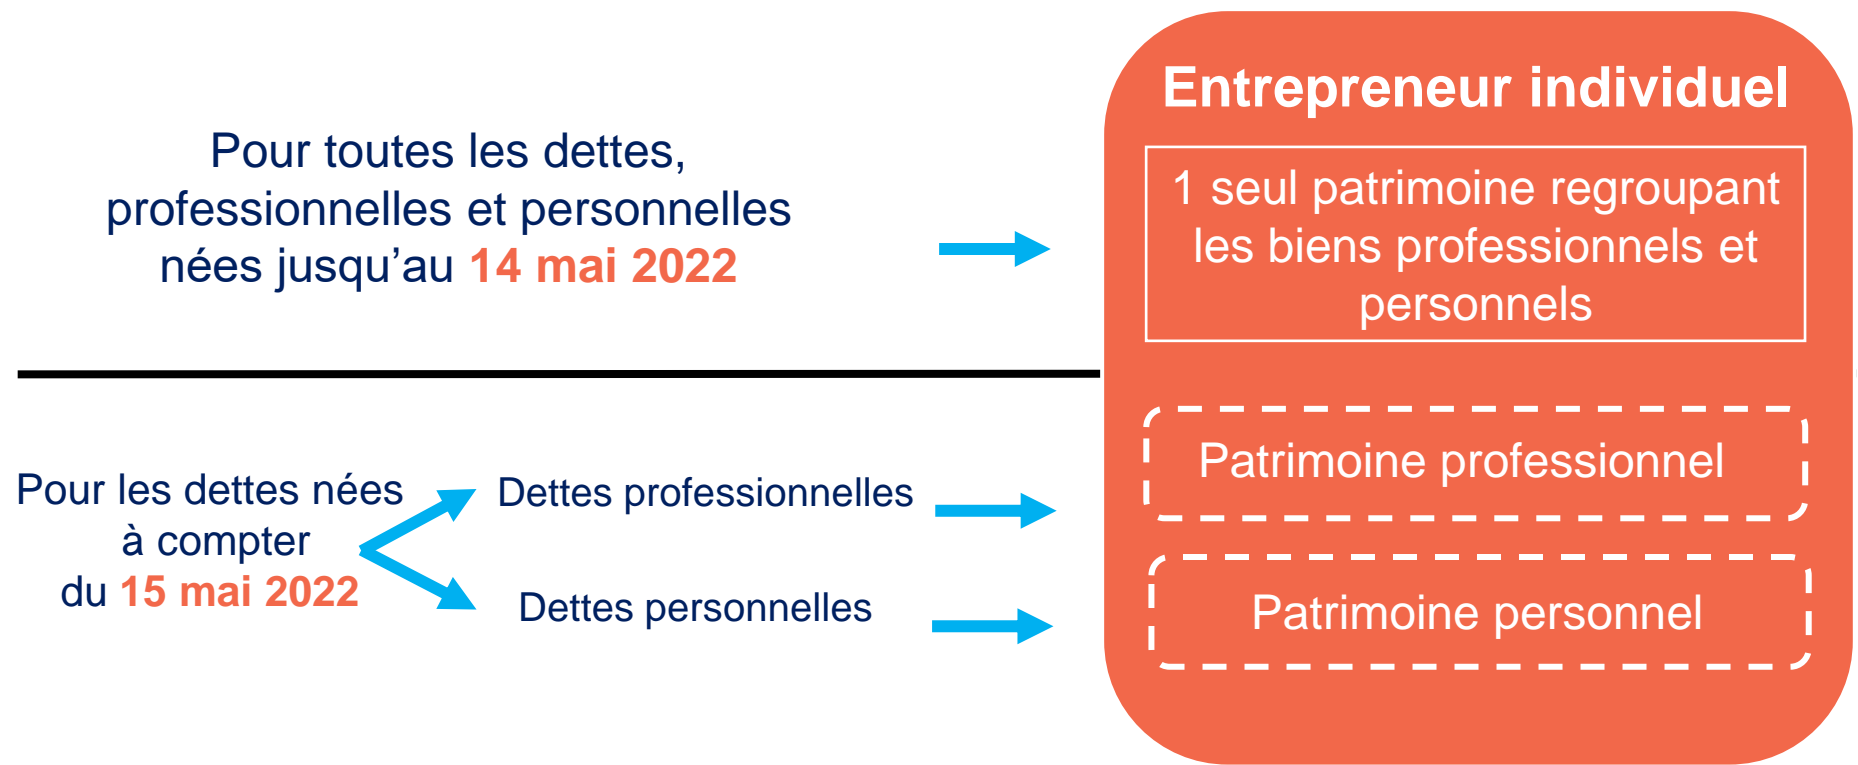 Entrepreneur individuel
Pour toutes les dettes,
professionnelles et personnelles
nées jusqu’au 14 mai 2022
1 seul patrimoine regroupant
les biens professionnels et
personnels
Pour les dettes nées
à compter
du 15 mai 2022
Dettes professionnelles
Patrimoine professionnel
Dettes personnelles
Patrimoine personnel